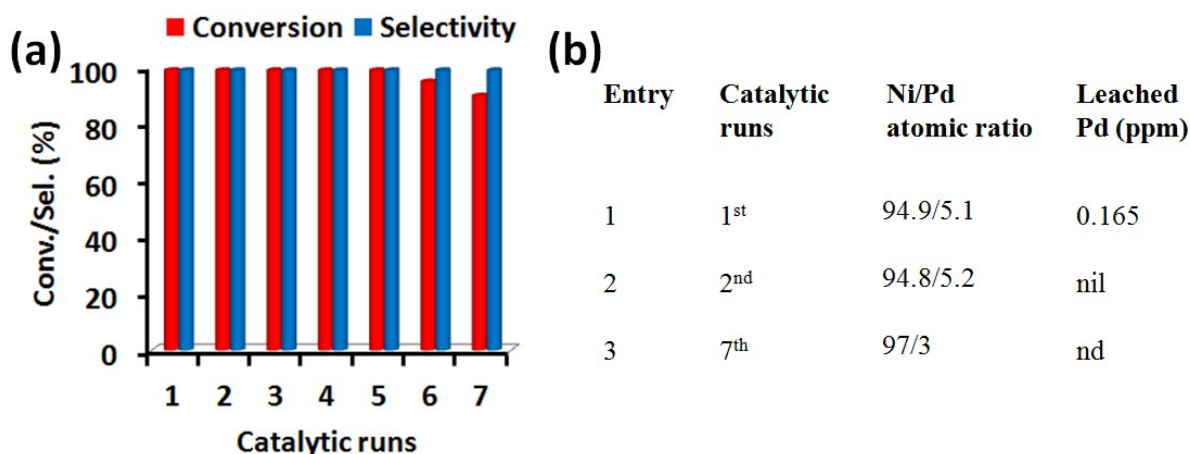 (a)
Conversion Selectivity
100
80
60
40
20
0
Conv./Sel. (%)
1 2 3 4 5 6 7
Catalytic runs
(b)
Entry Catalytic runs Ni/Pd atomic ratio Leached Pd (ppm)
1 1st 94.9/5.1 0.165
2 2nd 94.8/5.2 nil
3 7th 97/3 nd